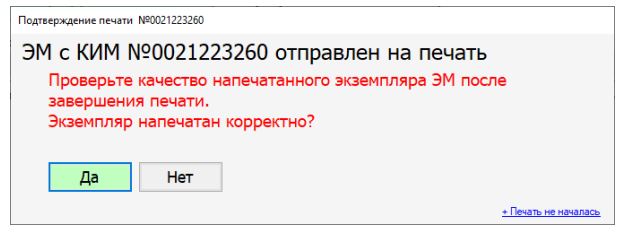 Подтверждение печати №0021223260
ЭМ с КИМ №0021223260 отправлен на печать
Проверьте качество напечатанного экземпляра ЭМ после
завершения печати.
Экземпляр напечатан корректно?
Да
Нет
+ Печать не началась